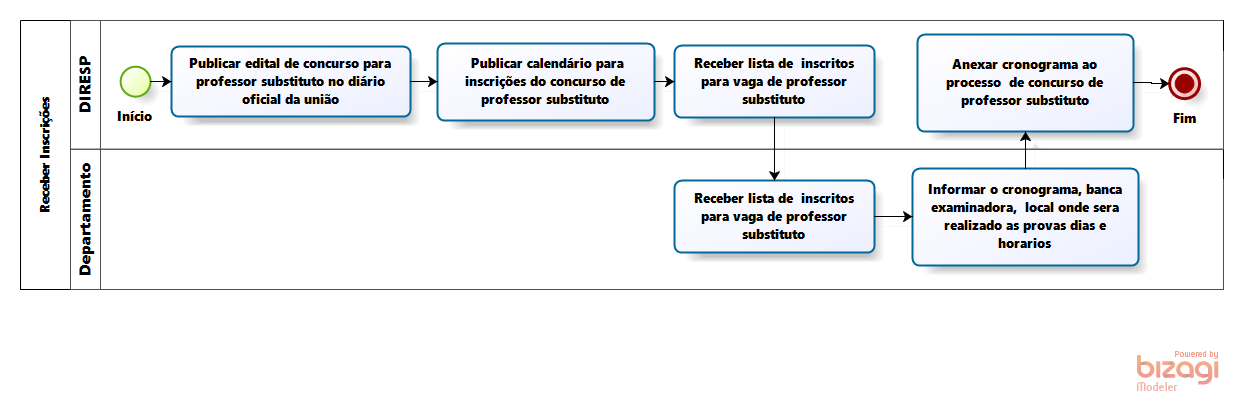 Receber Inscrições
DIRESP
Início
Publicar edital de concurso para
professor substituto no diário
oficial da união
Publicar calendário para
inscrições do concurso de
professor substituto
Receber lista de inscritos
para vaga de professor
substituto
Anexar cronograma ao
processo de concurso de
professor substituto
Fim
Departamento
Receber lista de inscritos
para vaga de professor
substituto
Informar o cronograma, banca
examinadora, local onde sera
realizado as provas dias e
horarios
Powered by
bizagi
Modeler